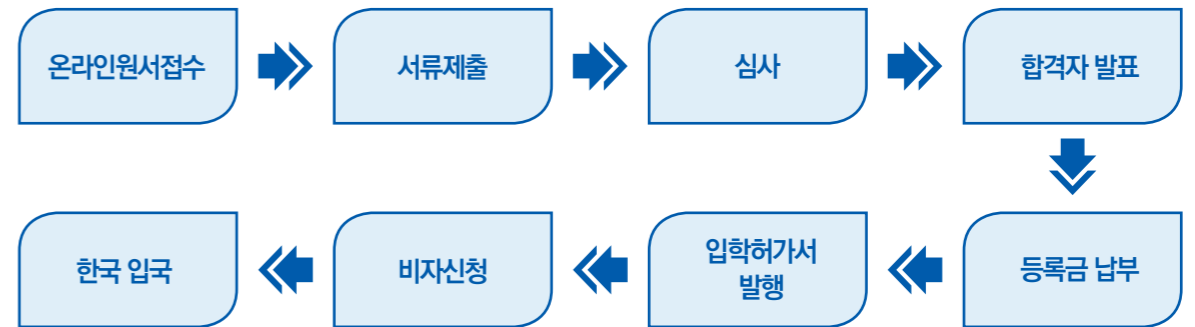 온라인원서접수
서류제출
심사
합격자 발표
등록금 납부
입학허가서
발행
비자신청
한국 입국